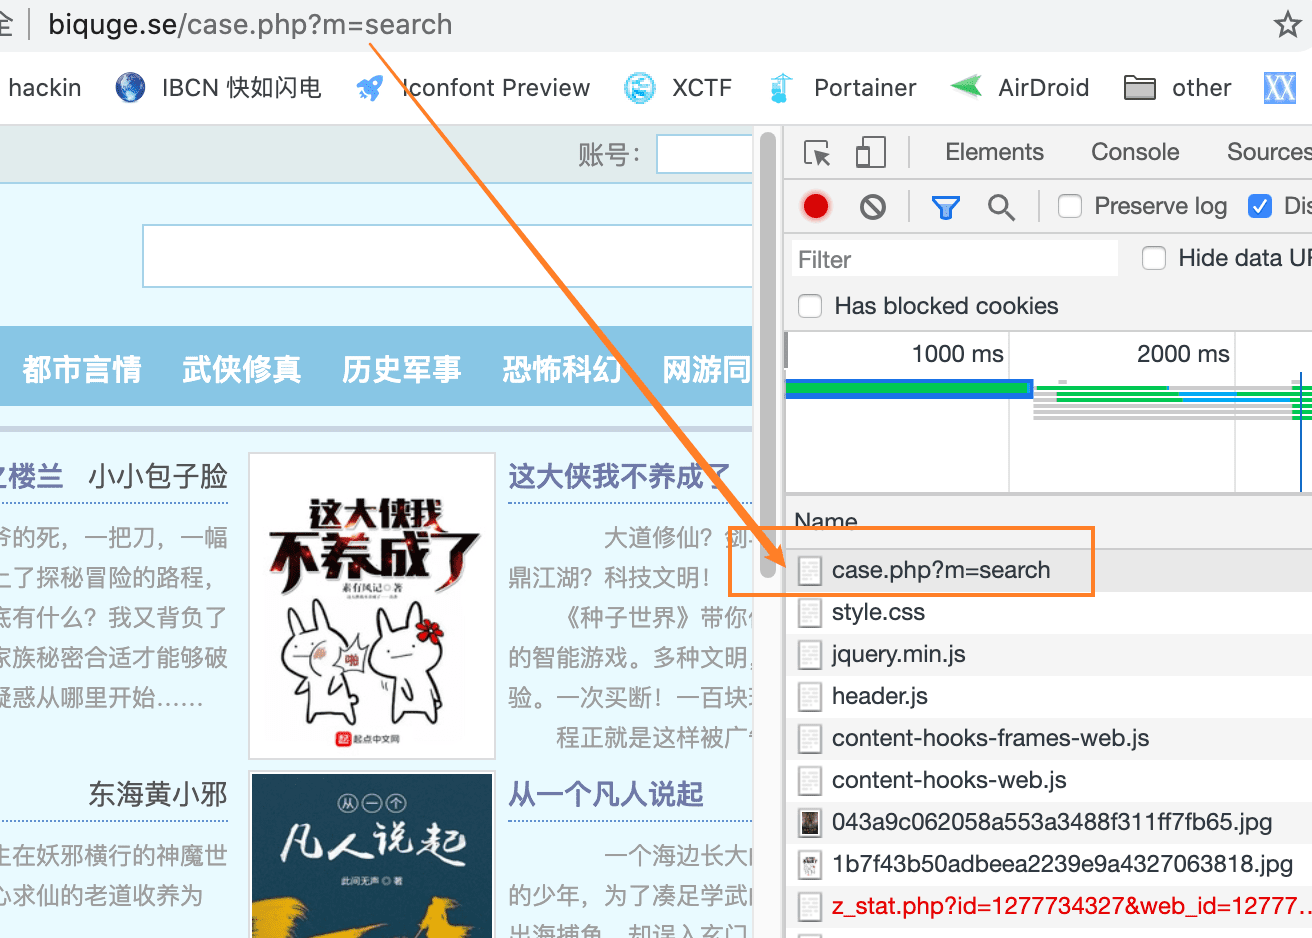 全 biquge.se/case.php?m=search
hackin IBCN 快如闪电 Iconfont Preview XCTF Portainer AirDroid other
账号：
都市言情 武侠修真 历史军事 恐怖科幻 网游同
之楼兰 小小包子脸
爷的死，一把刀，一幅
上了探秘冒险的路程，
底有什么？我又背负了
家族秘密合适才能够破
疑惑从哪里开始……
这大侠我
不养成了
素有风记◎著
啪
起点中文网
这大侠我不养成了
大道修仙？剑
鼎江湖？科技文明！
《种子世界》带你
的智能游戏。多种文明，
验。一次买断！一百块
程正就是这样被广
东海黄小邪
生在妖邪横行的神魔世
心求仙的老道收养为
从一个
凡人说起
此间无声◎著
从一个凡人说起
一个海边长大
的少年，为了凑足学武
出海捕鱼，却误入玄门
Elements Console Sources
Preserve log Dis
Filter Hide data UR
Has blocked cookies
1000 ms 2000 ms
Name
case.php?m=search
style.css
jquery.min.js
header.js
content-hooks-frames-web.js
content-hooks-web.js
043a9c062058a553a3488f311ff7fb65.jpg
1b7f43b50adbeea2239e9a4327063818.jpg
z_stat.php?id=1277734327&web_id=12777...